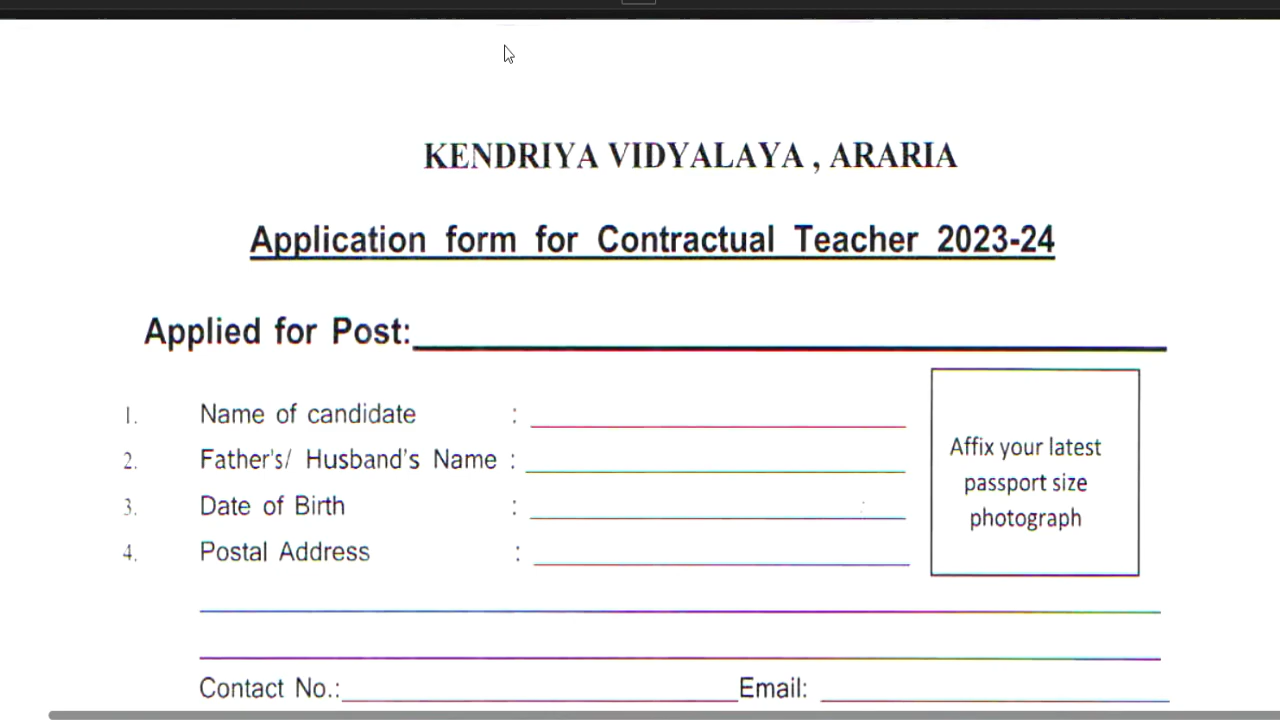 KENDRIYA VIDYALAYA , ARARIA
Application form for Contractual Teacher 2023-24
Applied for Post:
1. Name of candidate :
2. Father's/ Husband's Name :
3. Date of Birth :
4. Postal Address :
Affix your latest
passport size
photograph
Contact No.: Email: